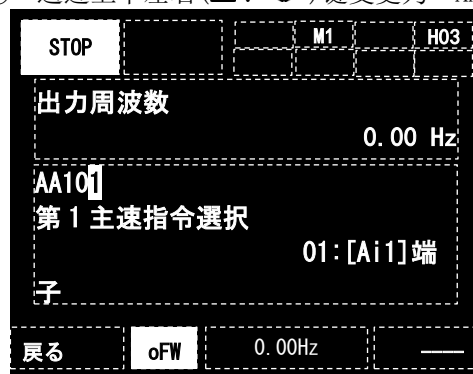 STOP M1 H03
出力周波数
0.00 Hz
AA101
第1主速指令選択
01:[Ai1]端
子
戻る oFW 0.00Hz ----